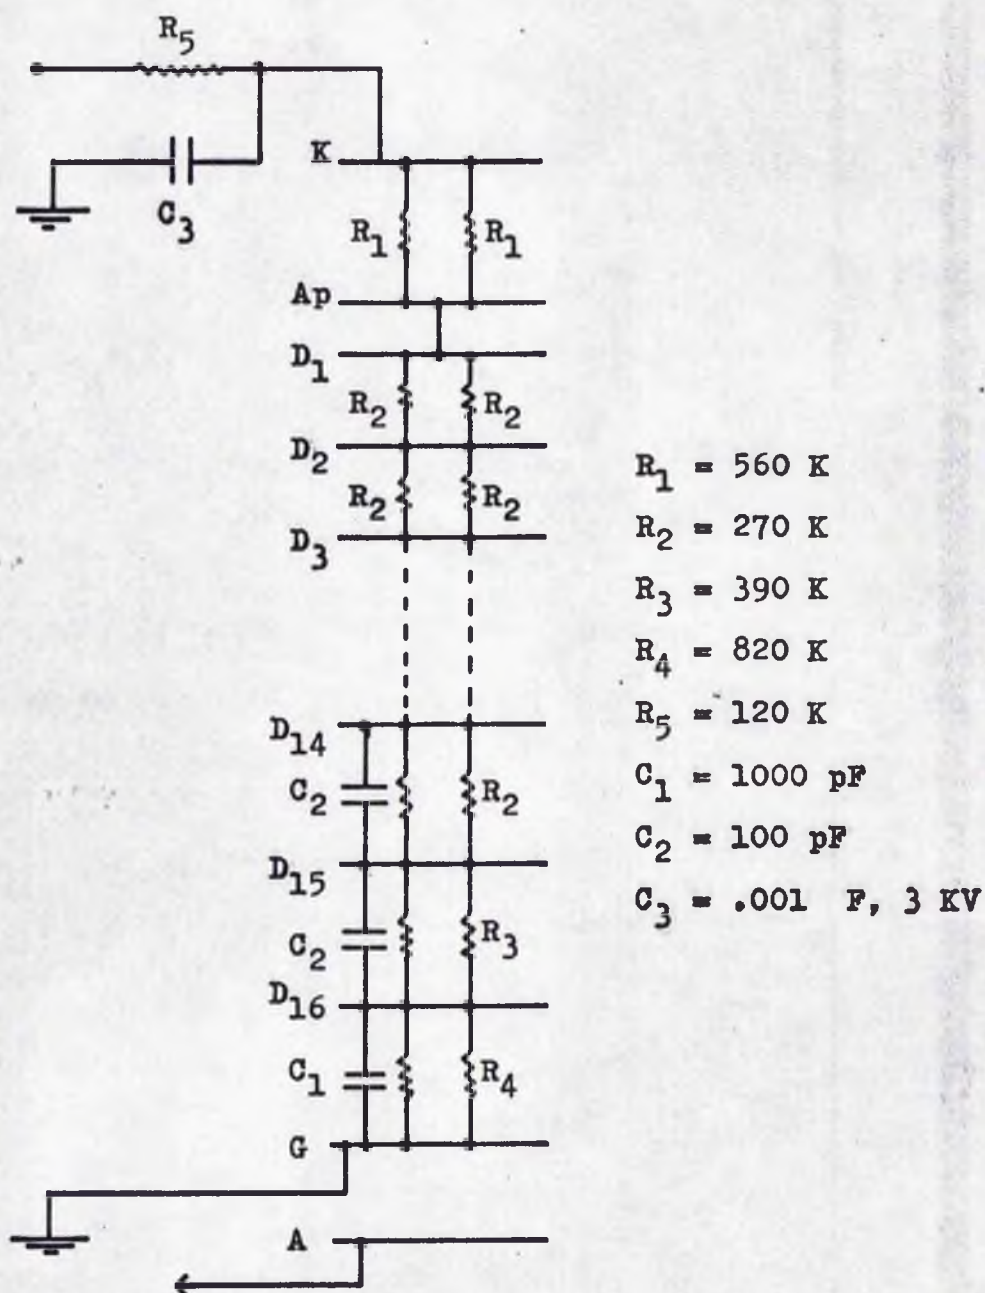 R5
K
C3
R1 R1
Ap
D1
R2 R2
D2
R2 R2
D3
D14
C2 R2
D15
C2 R3
D16
C1 R4
G
A
R1 = 560 K
R2 = 270 K
R3 = 390 K
R4 = 820 K
R5 = 120 K
C1 = 1000 pF
C2 = 100 pF
C3 = .001 F, 3 KV